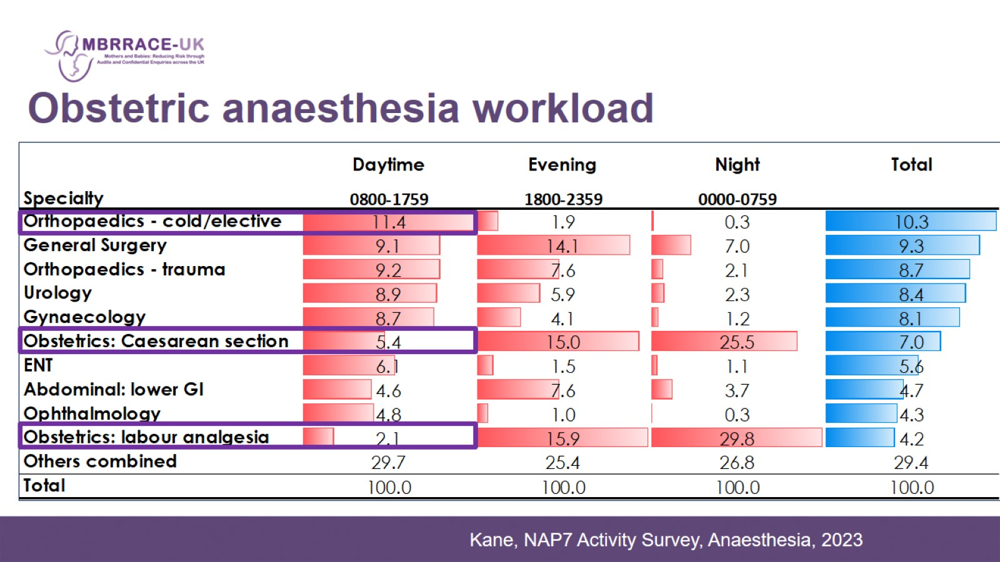 MBRRACE-UK
Mothers and Babies: Reducing Risk through
Audits and Confidential Enquiries across the UK
Obstetric anaesthesia workload
Daytime Evening Night Total
Specialty 0800-1759 1800-2359 0000-0759
Orthopaedics - cold/elective 11.4 1.9 0.3 10.3
General Surgery 9.1 14.1 7.0 9.3
Orthopaedics - trauma 9.2 7.6 2.1 8.7
Urology 8.9 5.9 2.3 8.4
Gynaecology 8.7 4.1 1.2 8.1
Obstetrics: Caesarean section 5.4 15.0 25.5 7.0
ENT 6.1 1.5 1.1 5.6
Abdominal: lower GI 4.6 7.6 3.7 4.7
Ophthalmology 4.8 1.0 0.3 4.3
Obstetrics: labour analgesia 2.1 15.9 29.8 4.2
Others combined 29.7 25.4 26.8 29.4
Total 100.0 100.0 100.0 100.0
Kane, NAP7 Activity Survey, Anaesthesia, 2023